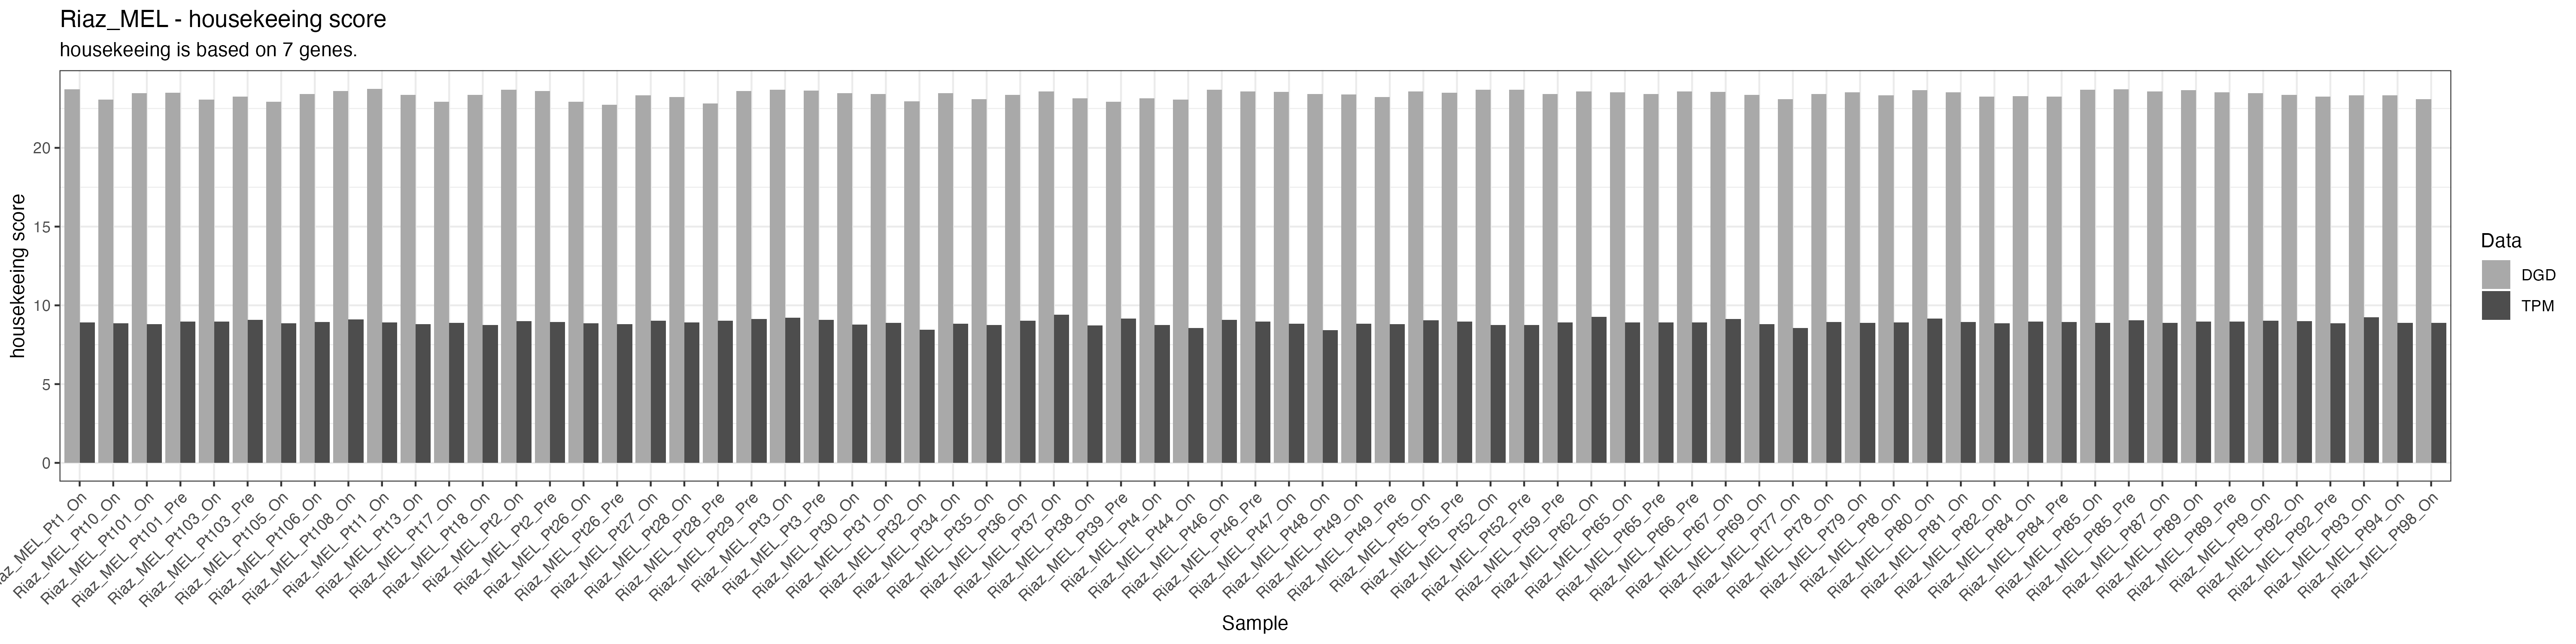 Riaz_MEL - housekeeing score
housekeeing is based on 7 genes.
housekeeing score
20
15
10
5
0
Riaz_MEL_Pt10_On
Riaz_MEL_Pt101_On
Riaz_MEL_Pt101_Pre
Riaz_MEL_Pt103_On
Riaz_MEL_Pt103_Pre
Riaz_MEL_Pt105_On
Riaz_MEL_Pt106_On
Riaz_MEL_Pt108_On
Riaz_MEL_Pt11_On
Riaz_MEL_Pt13_On
Riaz_MEL_Pt17_On
Riaz_MEL_Pt18_On
Riaz_MEL_Pt2_On
Riaz_MEL_Pt2_Pre
Riaz_MEL_Pt26_On
Riaz_MEL_Pt26_Pre
Riaz_MEL_Pt27_On
Riaz_MEL_Pt28_On
Riaz_MEL_Pt28_Pre
Riaz_MEL_Pt29_Pre
Riaz_MEL_Pt3_On
Riaz_MEL_Pt3_Pre
Riaz_MEL_Pt30_On
Riaz_MEL_Pt31_On
Riaz_MEL_Pt32_On
Riaz_MEL_Pt34_On
Riaz_MEL_Pt35_On
Riaz_MEL_Pt36_On
Riaz_MEL_Pt37_On
Riaz_MEL_Pt38_On
Riaz_MEL_Pt39_Pre
Riaz_MEL_Pt4_On
Riaz_MEL_Pt44_On
Riaz_MEL_Pt46_On
Riaz_MEL_Pt46_Pre
Riaz_MEL_Pt47_On
Riaz_MEL_Pt48_On
Riaz_MEL_Pt49_On
Riaz_MEL_Pt49_Pre
Riaz_MEL_Pt5_On
Riaz_MEL_Pt5_Pre
Riaz_MEL_Pt52_On
Riaz_MEL_Pt52_Pre
Riaz_MEL_Pt59_Pre
Riaz_MEL_Pt62_On
Riaz_MEL_Pt65_On
Riaz_MEL_Pt65_Pre
Riaz_MEL_Pt66_Pre
Riaz_MEL_Pt67_On
Riaz_MEL_Pt69_On
Riaz_MEL_Pt77_On
Riaz_MEL_Pt78_On
Riaz_MEL_Pt79_On
Riaz_MEL_Pt8_On
Riaz_MEL_Pt80_On
Riaz_MEL_Pt81_On
Riaz_MEL_Pt82_On
Riaz_MEL_Pt84_On
Riaz_MEL_Pt84_Pre
Riaz_MEL_Pt85_On
Riaz_MEL_Pt85_Pre
Riaz_MEL_Pt87_On
Riaz_MEL_Pt89_On
Riaz_MEL_Pt89_Pre
Riaz_MEL_Pt9_On
Riaz_MEL_Pt92_On
Riaz_MEL_Pt92_Pre
Riaz_MEL_Pt93_On
Riaz_MEL_Pt94_On
Riaz_MEL_Pt98_On
Sample
Data
DGD
TPM